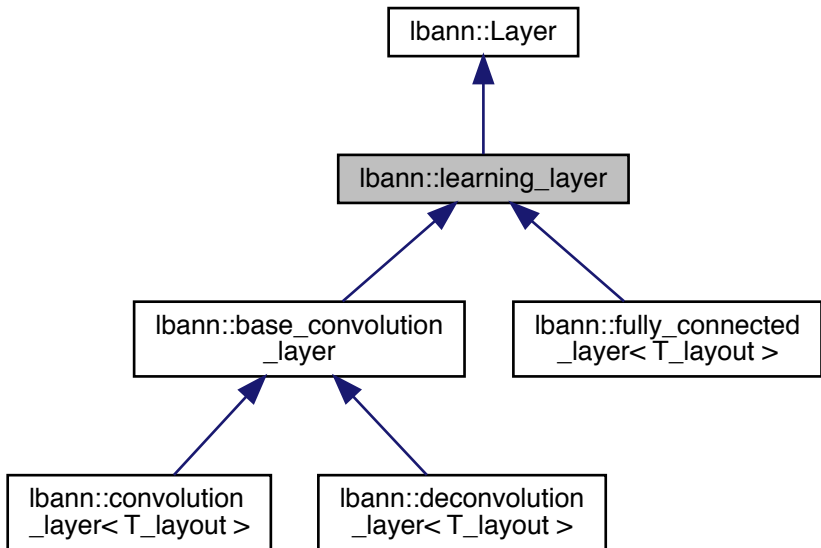 lbann::Layer
lbann::learning_layer
lbann::base_convolution
_layer
lbann::fully_connected
_layer< T_layout >
lbann::convolution
_layer< T_layout >
lbann::deconvolution
_layer< T_layout >